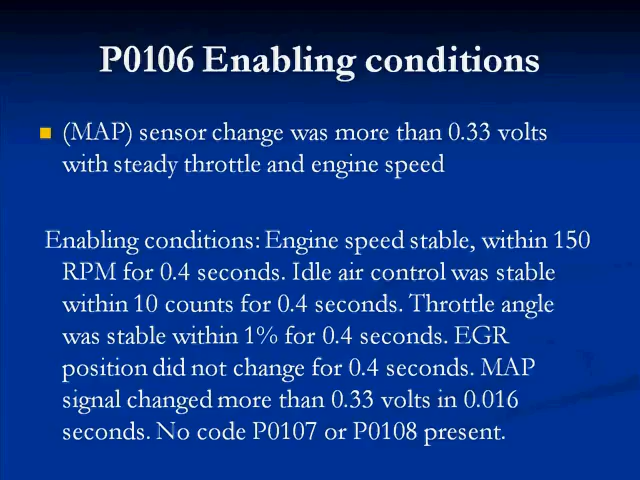 P0106 Enabling conditions
(MAP) sensor change was more than 0.33 volts
with steady throttle and engine speed
Enabling conditions: Engine speed stable, within 150
RPM for 0.4 seconds. Idle air control was stable
within 10 counts for 0.4 seconds. Throttle angle
was stable within 1% for 0.4 seconds. EGR
position did not change for 0.4 seconds. MAP
signal changed more than 0.33 volts in 0.016
seconds. No code P0107 or P0108 present.